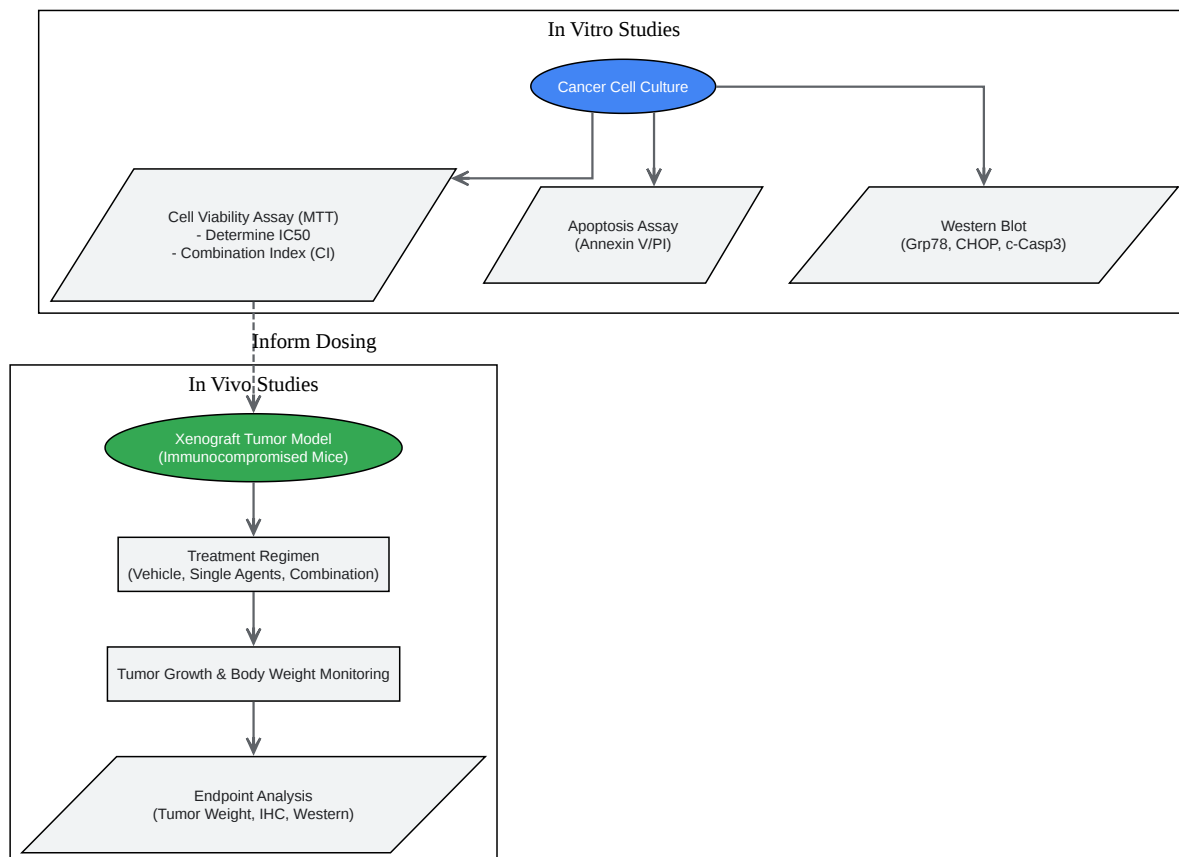 In Vitro Studies
Cancer Cell Culture
Cell Viability Assay (MTT)
- Determine IC50
- Combination Index (CI)
Apoptosis Assay
(Annexin V/PI)
Western Blot
(Grp78, CHOP, c-Casp3)
Inform Dosing
In Vivo Studies
Xenograft Tumor Model
(Immunocompromised Mice)
Treatment Regimen
(Vehicle, Single Agents, Combination)
Tumor Growth & Body Weight Monitoring
Endpoint Analysis
(Tumor Weight, IHC, Western)